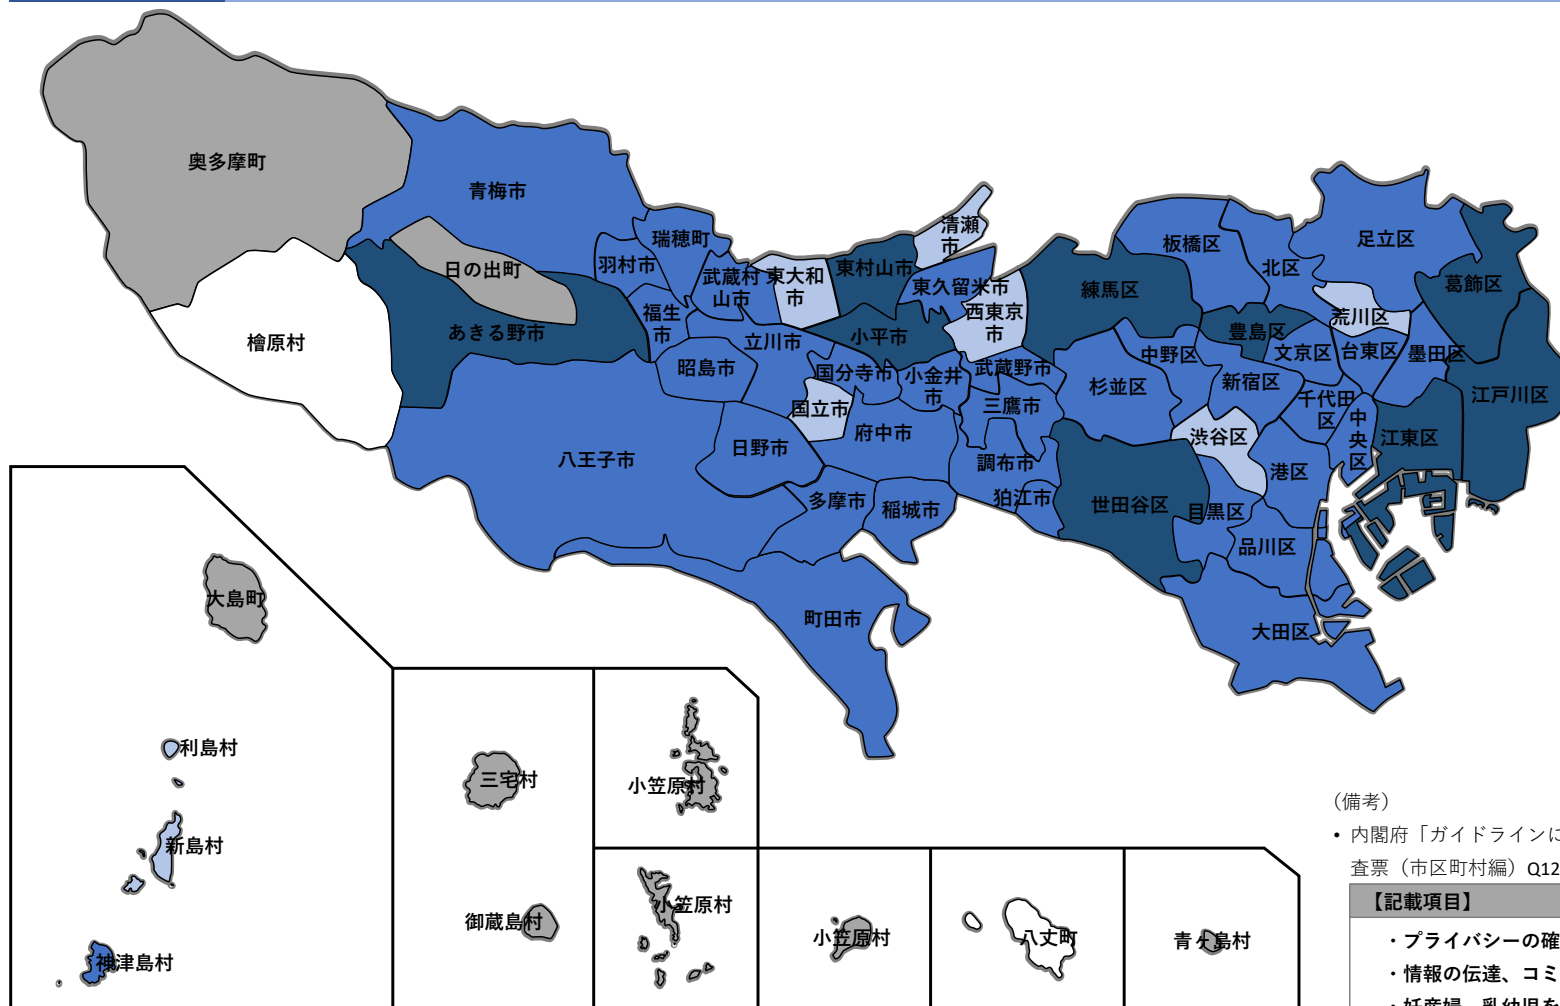 奥多摩町
青梅市
日の出町
檜原村
あきる野市
瑞穂町
羽村市
福生
市
武蔵村
山市
東大和
市
東村山市
清瀬
市
東久留米市
西東京
市
小平市
立川市
昭島市
国分寺市
小金井
市
武蔵野市
三鷹市
国立市
府中市
日野市
八王子市
調布市
狛江市
多摩市
稲城市
町田市
練馬区
板橋区
北区
足立区
葛飾区
荒川区
豊島区
文京区
台東区
墨田区
中野区
杉並区
新宿区
千代田
区
中
央
区
江東区
江戸川区
渋谷区
港区
世田谷区
目黒区
品川区
大田区
大島町
利島村
新島村
神津島村
三宅村
御蔵島村
小笠原村
小笠原村
小笠原村
八丈町
青ヶ島村
（備考）
• 内閣府「ガイドラインに
査票（市区町村編）Q12
【記載項目】
・プライバシーの確
・情報の伝達、コミ
・妊産婦、乳幼児を